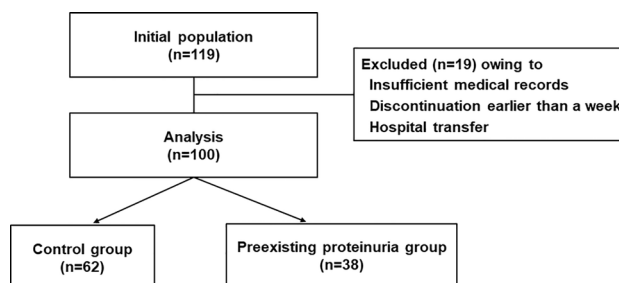 Initial population
(n=119)
Excluded (n=19) owing to
Insufficient medical records
Discontinuation earlier than a week
Hospital transfer
Analysis
(n=100)
Control group
(n=62)
Preexisting proteinuria group
(n=38)